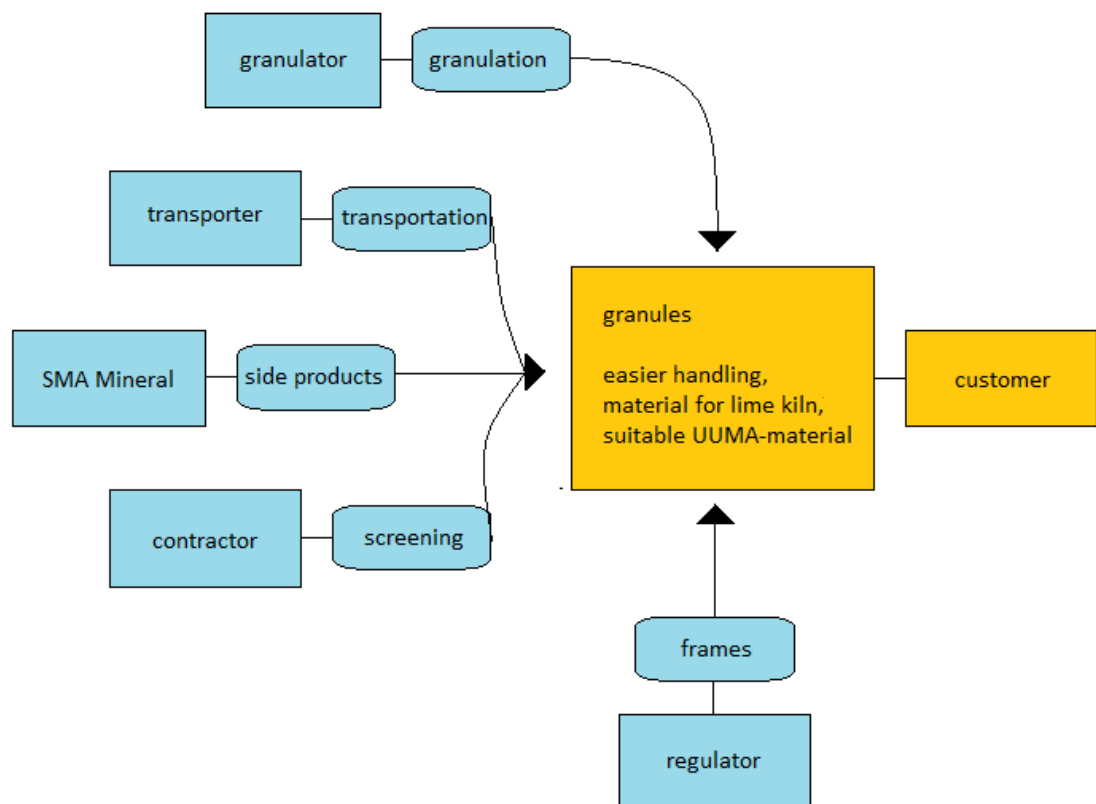 granulator
granulation
transporter
transportation
granules
easier handling,
material for lime kiln,
suitable UUMA-material
SMA Mineral
side products
customer
contractor
screening
frames
regulator